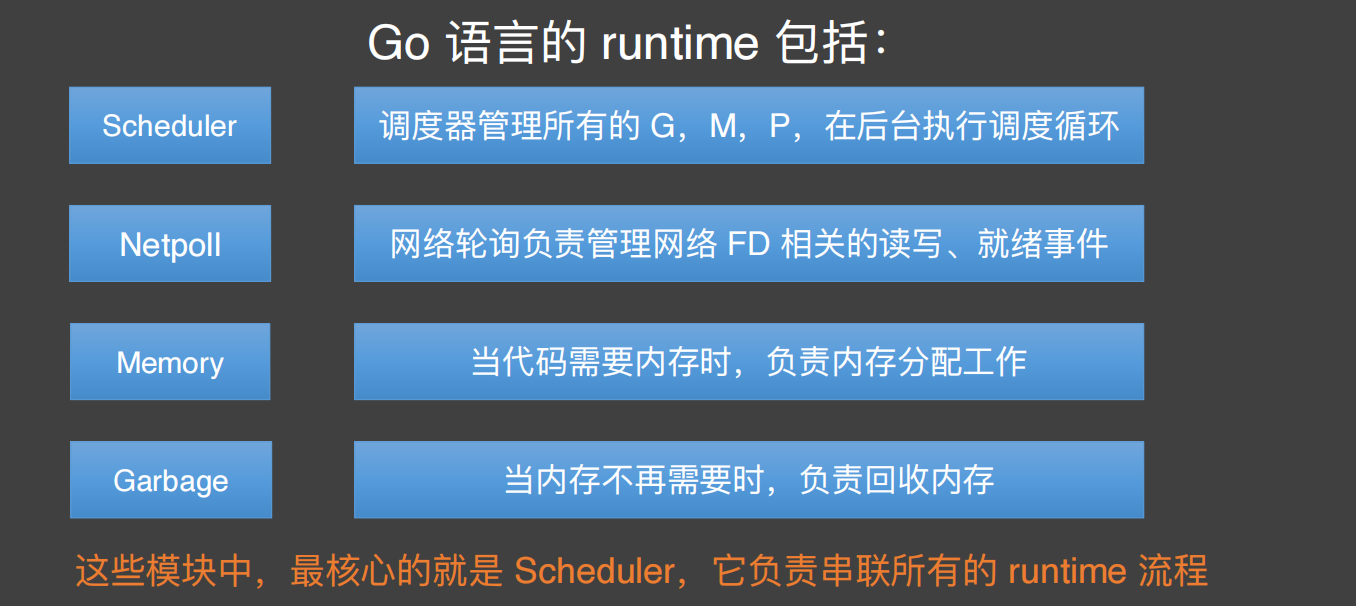 Go 语言的 runtime 包括：
Scheduler
调度器管理所有的 G，M，P，在后台执行调度循环
Netpoll
网络轮询负责管理网络 FD 相关的读写、就绪事件
Memory
当代码需要内存时，负责内存分配工作
Garbage
当内存不再需要时，负责回收内存
这些模块中，最核心的就是 Scheduler，它负责串联所有的 runtime 流程